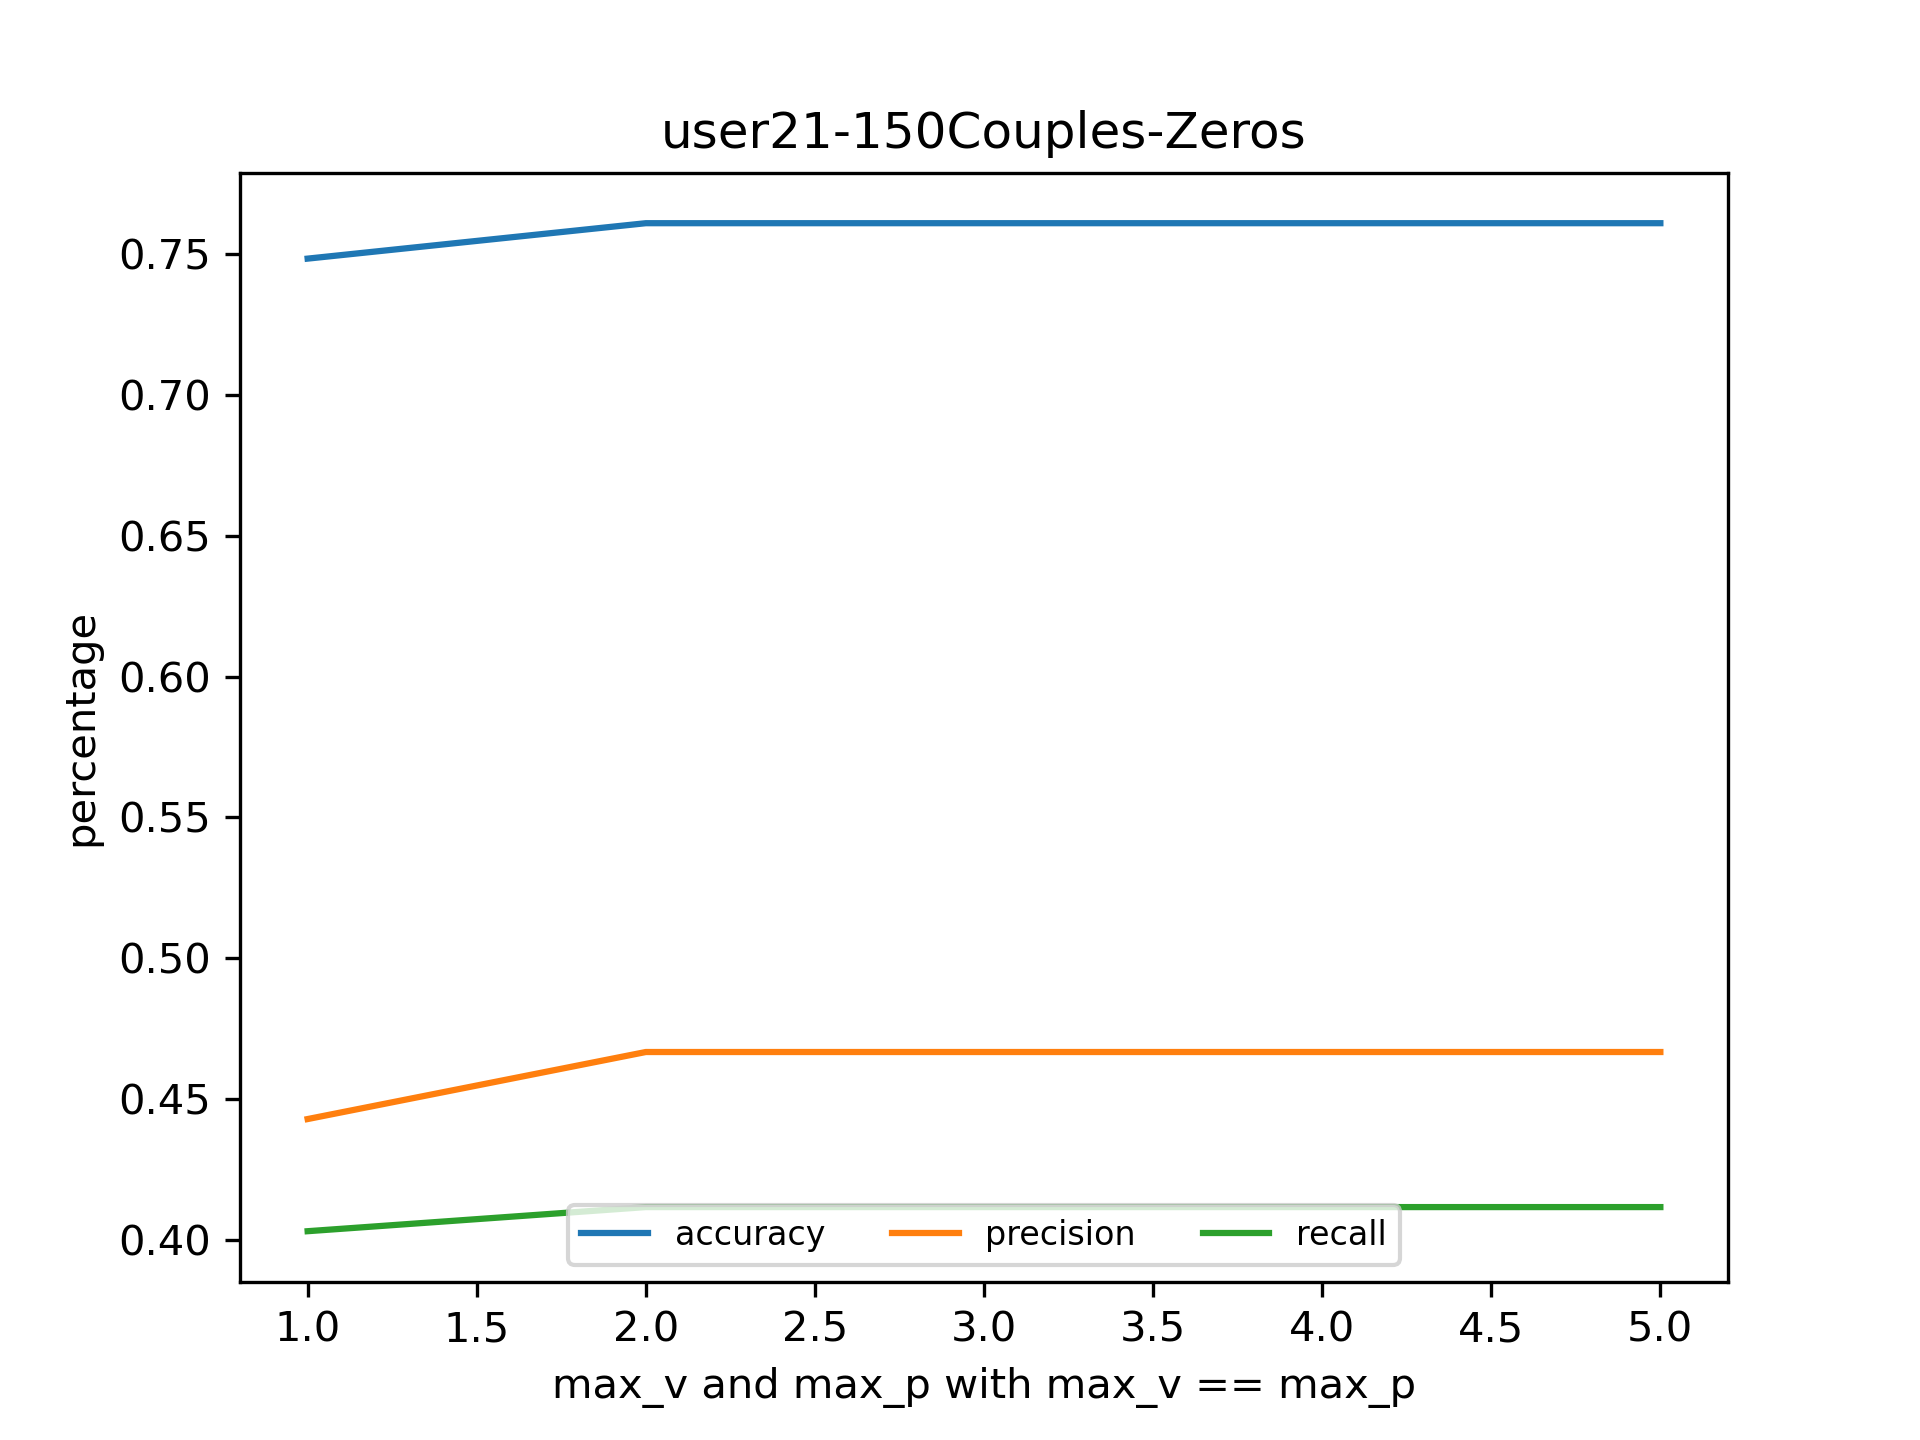 user21-150Couples-Zeros
percentage
0.75
0.70
0.65
0.60
0.55
0.50
0.45
0.40
accuracy precision recall
1.0 1.5 2.0 2.5 3.0 3.5 4.0 4.5 5.0
max_v and max_p with max_v == max_p